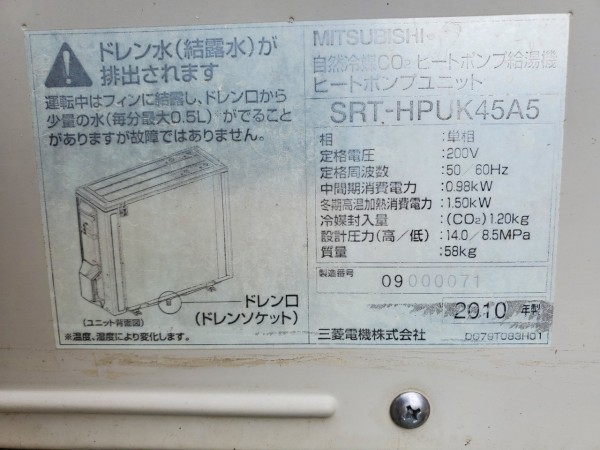 ドレン水(結露水)が
排出されます
運転中はフィンに結露し、ドレン口から
少量の水(毎分最大0.5L)がでること
がありますが故障ではありません。
ドレン口
(ドレンソケット)
(ユニット背面図)
※温度、湿度により変化します。
MITSUBISHI
自然冷媒CO₂ ヒートポンプ給湯機
ヒートポンプユニット
SRT-HPUK45A5
相 : 単相
定格電圧 : 200V
定格周波数 : 50/60Hz
中間期消費電力 : 0.98kW
冬期高温加熱消費電力 : 1.50kW
冷媒封入量 : (CO₂)1.20kg
設計圧力(高/低) : 14.0/8.5MPa
質量 : 58kg
製造番号 09000071
2010 年製
三菱電機株式会社 DG79T083H01